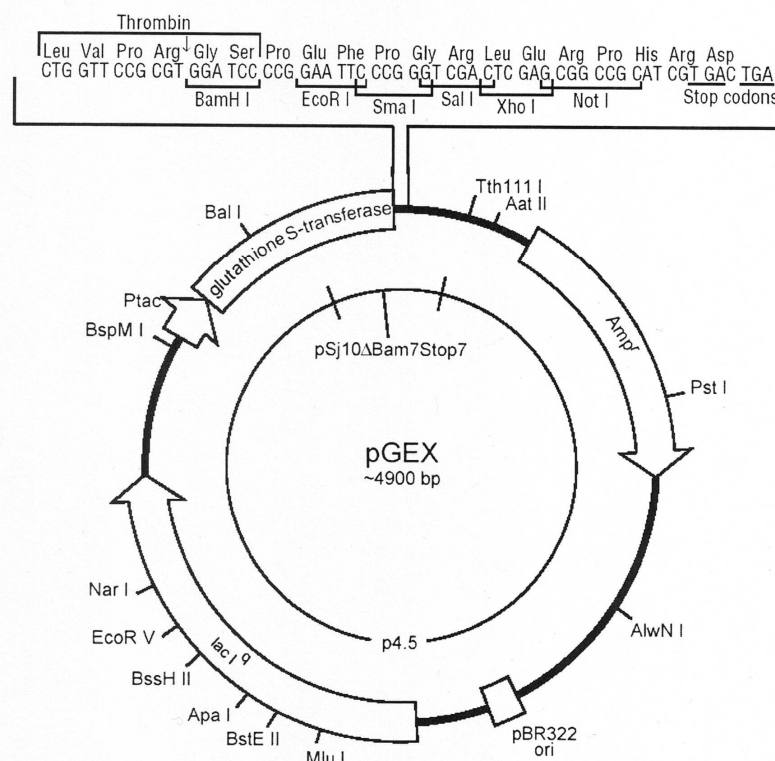 Thrombin
Leu Val Pro Arg Gly Ser Pro Glu Phe Pro Gly Arg Leu Glu Arg Pro His Arg Asp
CTG GTT CCG CGT GGA TCC CCG GAA TTC CCG GGT CGA CTC GAG CGG CCG CAT CGT GAC TGA
BamH I EcoR I Sma I Sal I Xho I Not I Stop codons
Tth111 I
Aat II
Bal I
glutathione S-transferase
Ptac
BspM I
pSj10ΔBam7Stop7
Ampr
Pst I
pGEX
~4900 bp
Nar I
EcoR V
BssH II
Apa I
BstE II
Mlu I
lac Iq
p4.5
AlwN I
pBR322
ori